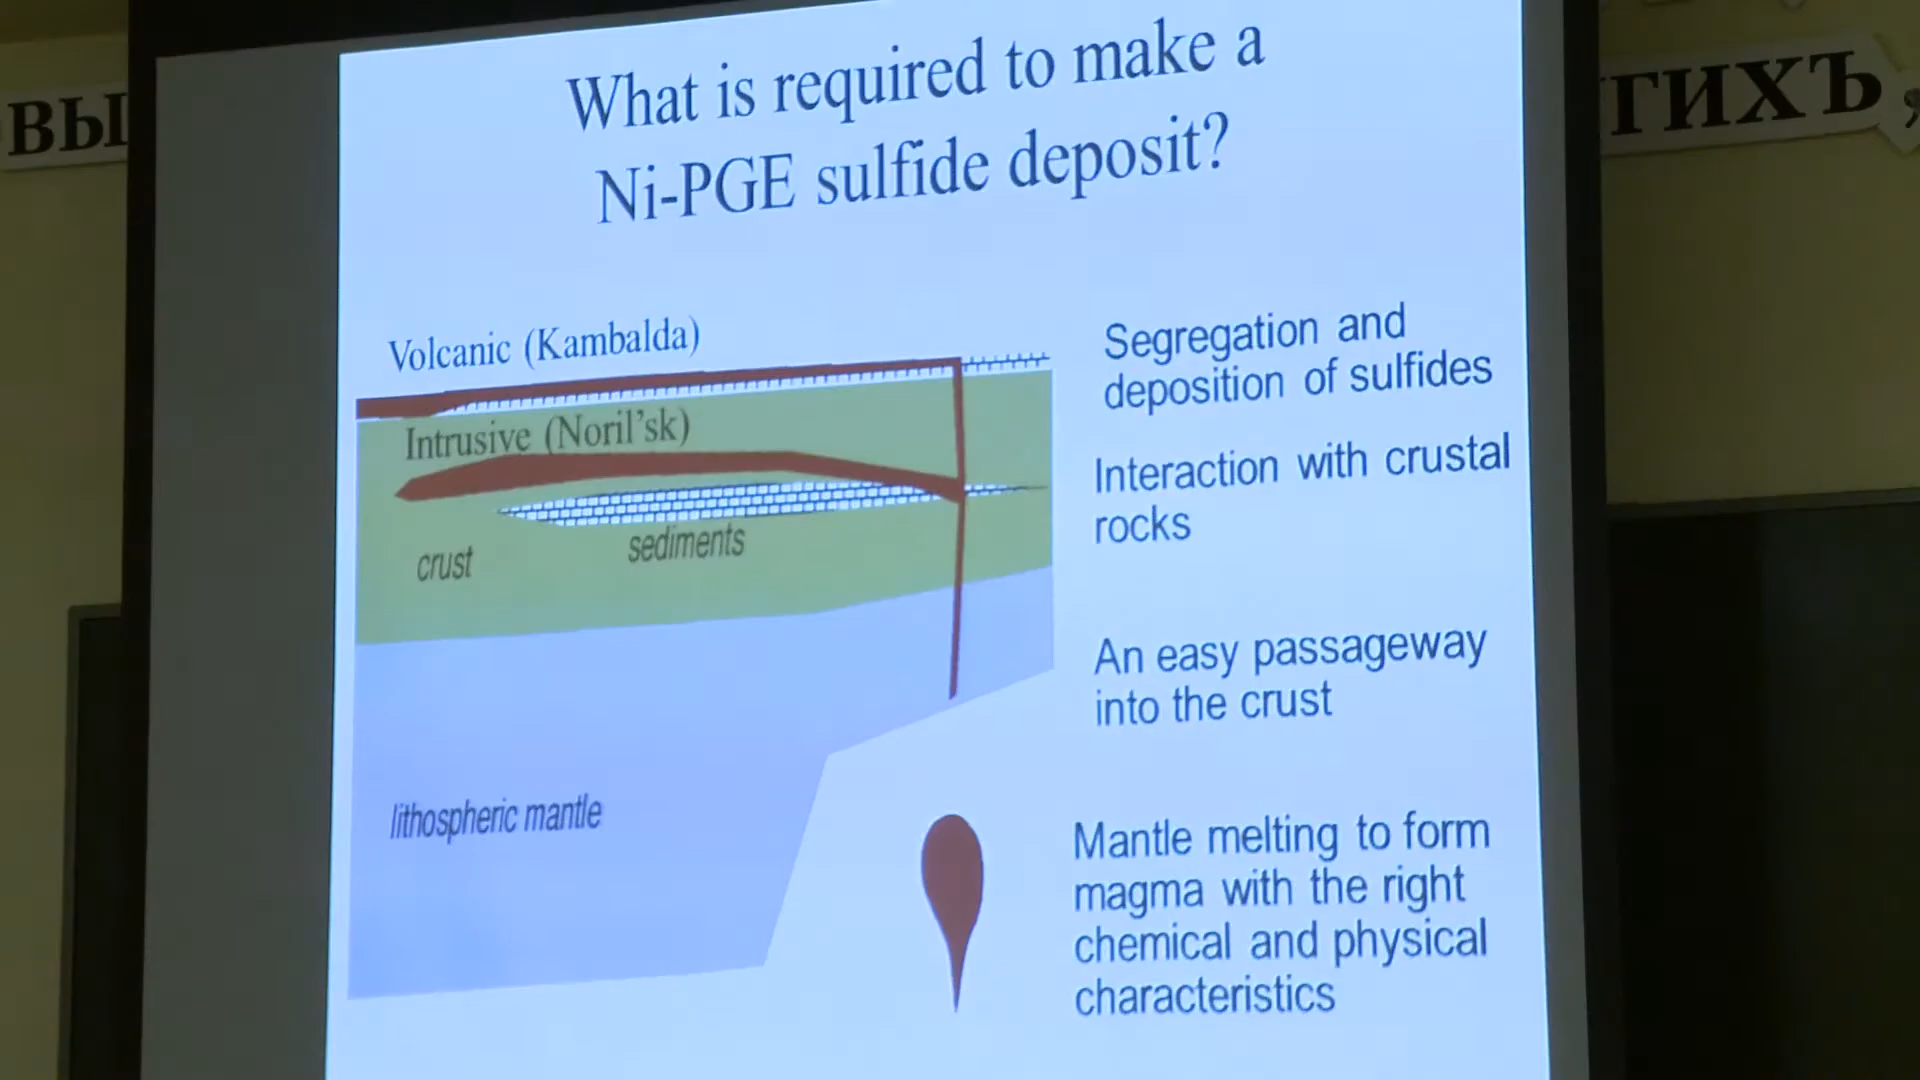 ВЫ
ГИХЪ,
What is required to make a
Ni-PGE sulfide deposit?
Volcanic (Kambalda)
Intrusive (Noril'sk)
crust
sediments
lithospheric mantle
Segregation and
deposition of sulfides
Interaction with crustal
rocks
An easy passageway
into the crust
Mantle melting to form
magma with the right
chemical and physical
characteristics